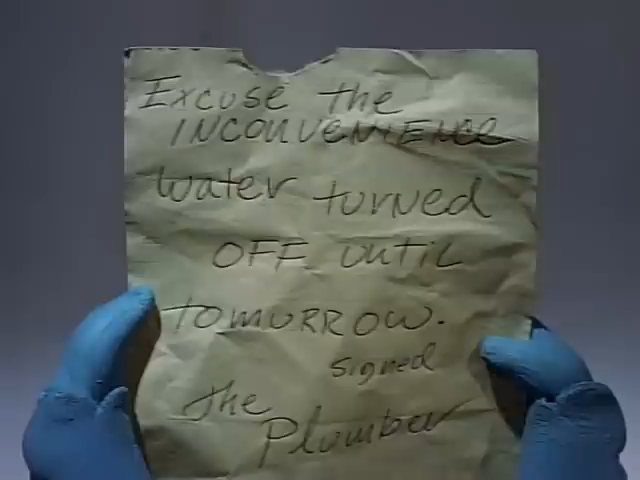 Excuse the
INCONVENIENCE
Water turned
OFF until
tomorrow.
signed
The
Plumber